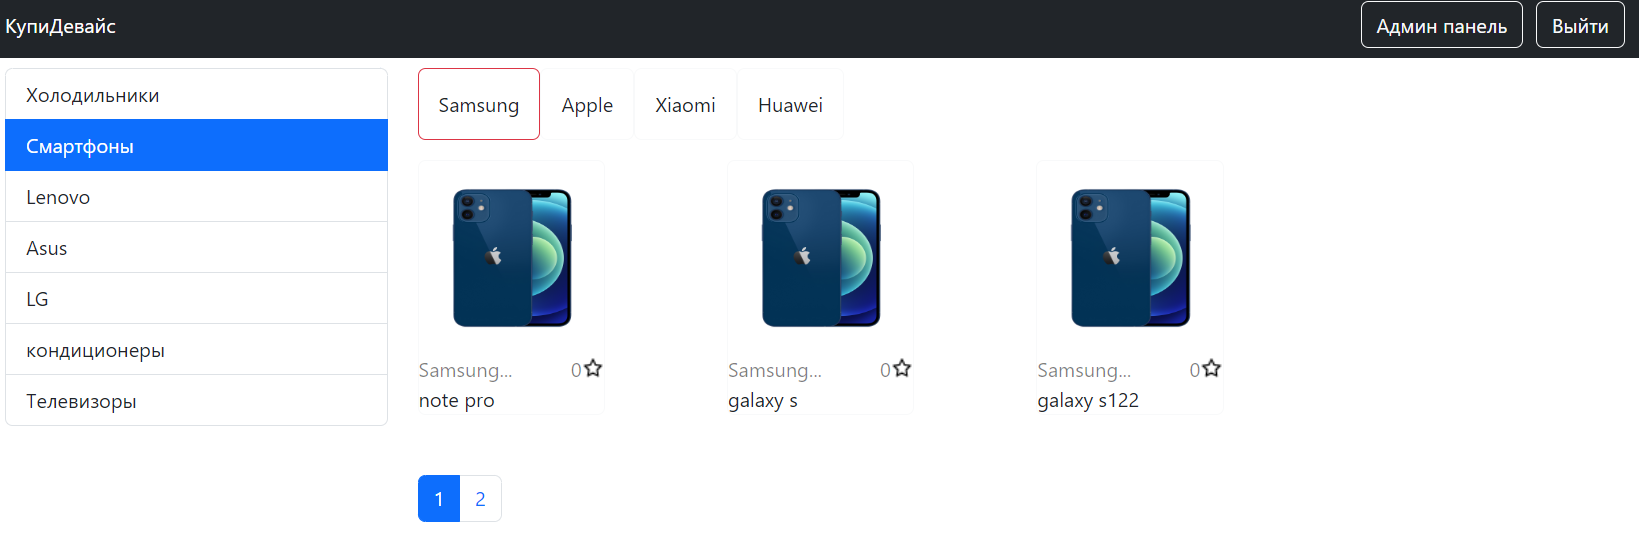 КупиДевайс
Админ панель
Выйти
Холодильники
Смартфоны
Lenovo
Asus
LG
кондиционеры
Телевизоры
Samsung
Apple
Xiaomi
Huawei
Samsung...
0
note pro
Samsung...
0
galaxy s
Samsung...
0
galaxy s122
1
2